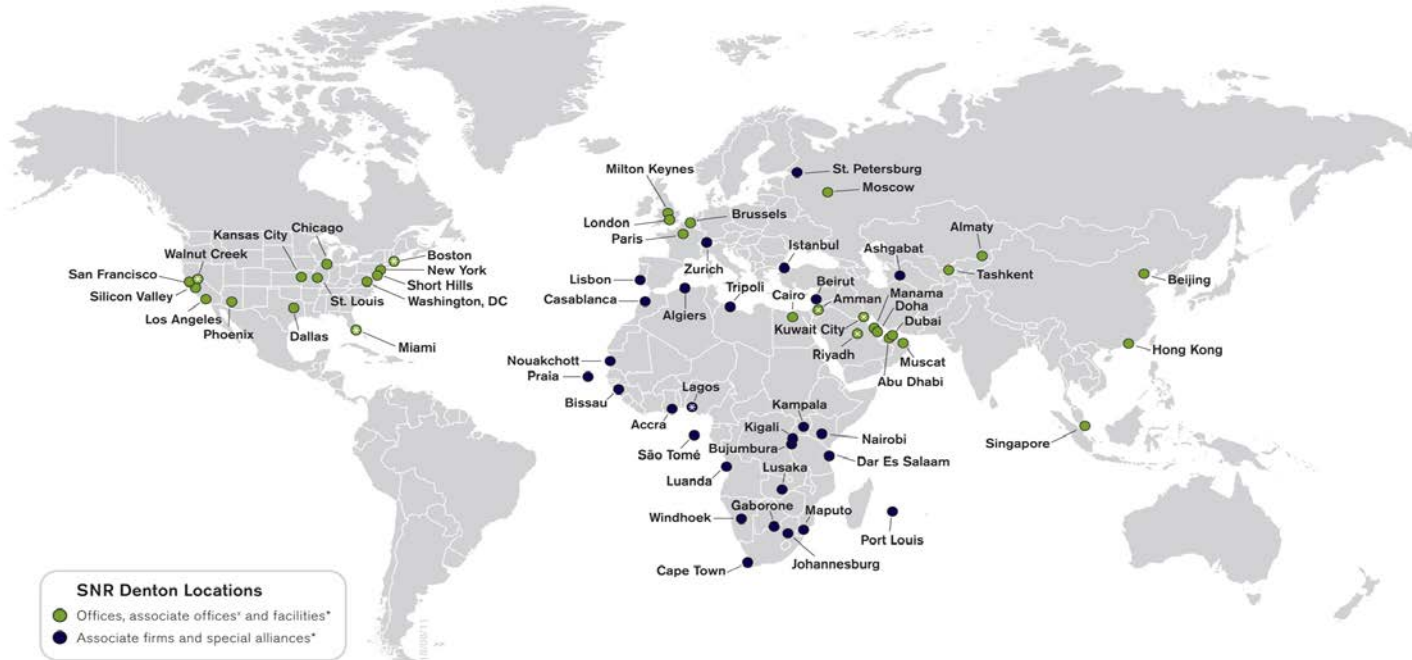 St. Petersburg
Milton Keynes
Moscow
London
Brussels
Chicago
Almaty
Kansas City
Paris
Walnut Creek
Boston
Istanbul
Ashgabat
San Francisco
New York
Zurich
Beirut
Tashkent
Beijing
Short Hills
Lisbon
Tripoli
Cairo
Amman
Manama
Silicon Valley
St. Louis
Washington, DC
Casablanca
Doha
Los Angeles
Algiers
Dubai
Phoenix
Dallas
Kuwait City
Miami
Riyadh
Hong Kong
Nouakchott
Muscat
Praia
Abu Dhabi
Lagos
Bissau
Kampala
Accra
Kigali
Nairobi
Singapore
São Tomé
Bujumbura
Dar Es Salaam
Luanda
Lusaka
Gaborone
Maputo
Windhoek
Port Louis
Johannesburg
Cape Town
SNR Denton Locations
Offices, associate offices˟ and facilities*
Associate firms and special alliances*